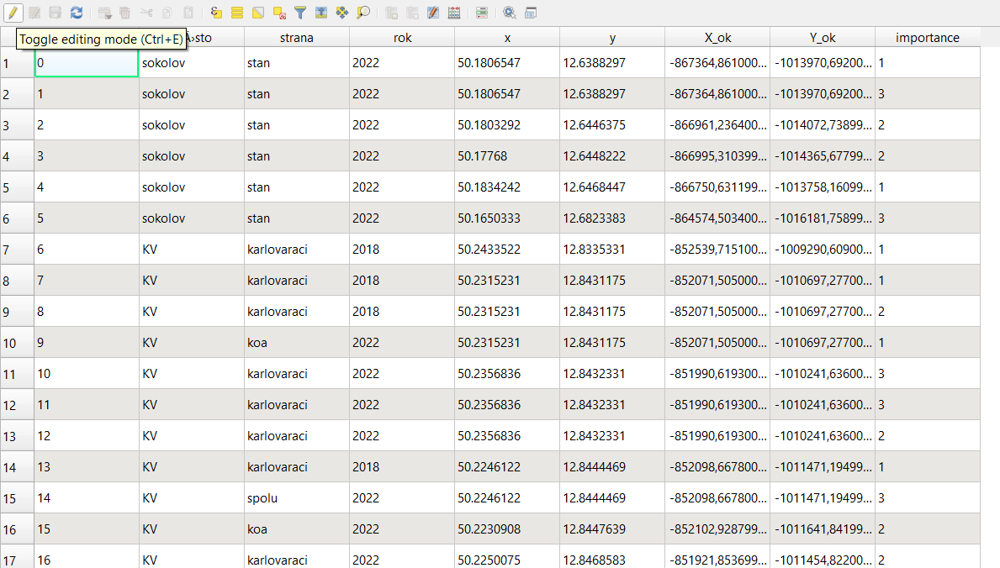 Toggle editing mode (Ctrl+E) sto strana rok x y X_ok Y_ok importance
1 0 sokolov stan 2022 50.1806547 12.6388297 -867364,861000... -1013970,69200... 1
2 1 sokolov stan 2022 50.1806547 12.6388297 -867364,861000... -1013970,69200... 3
3 2 sokolov stan 2022 50.1803292 12.6446375 -866961,236400... -1014072,73899... 2
4 3 sokolov stan 2022 50.17768 12.6448222 -866995,310399... -1014365,67799... 2
5 4 sokolov stan 2022 50.1834242 12.6468447 -866750,631199... -1013758,16099... 1
6 5 sokolov stan 2022 50.1650333 12.6823383 -864574,503400... -1016181,75899... 3
7 6 KV karlovaraci 2018 50.2433522 12.8335331 -852539,715100... -1009290,60900... 1
8 7 KV karlovaraci 2018 50.2315231 12.8431175 -852071,505000... -1010697,27700... 1
9 8 KV karlovaraci 2018 50.2315231 12.8431175 -852071,505000... -1010697,27700... 2
10 9 KV koa 2022 50.2315231 12.8431175 -852071,505000... -1010697,27700... 1
11 10 KV karlovaraci 2022 50.2356836 12.8432331 -851990,619300... -1010241,63600... 3
12 11 KV karlovaraci 2022 50.2356836 12.8432331 -851990,619300... -1010241,63600... 3
13 12 KV karlovaraci 2022 50.2356836 12.8432331 -851990,619300... -1010241,63600... 2
14 13 KV karlovaraci 2018 50.2246122 12.8444469 -852098,667800... -1011471,19499... 1
15 14 KV spolu 2022 50.2246122 12.8444469 -852098,667800... -1011471,19499... 3
16 15 KV koa 2022 50.2230908 12.8447639 -852102,928799... -1011641,84199... 2
17 16 KV karlovaraci 2022 50.2250075 12.8468583 -851921,853699... -1011454,82200... 2